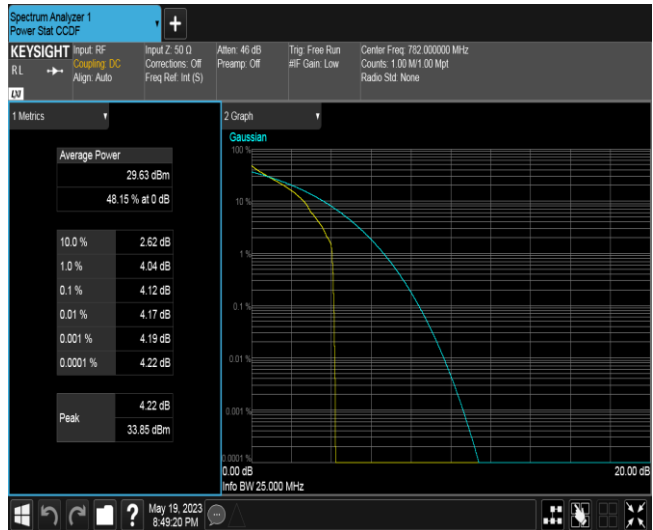 Spectrum Analyzer 1
Power Stat CCDF
+
KEYSIGHT
RL
LXI
Input: RF
Coupling: DC
Align: Auto
Input Z: 50 Ω
Corrections: Off
Freq Ref: Int (S)
Atten: 46 dB
Preamp: Off
Trig: Free Run
#IF Gain: Low
Center Freq: 782.000000 MHz
Counts: 1.00 M/1.00 Mpt
Radio Std: None
1 Metrics
Average Power
29.63 dBm
48.15 % at 0 dB
10.0 % 2.62 dB
1.0 % 4.04 dB
0.1 % 4.12 dB
0.01 % 4.17 dB
0.001 % 4.19 dB
0.0001 % 4.22 dB
Peak
4.22 dB
33.85 dBm
2 Graph
Gaussian
100 %
10 %
1 %
0.1 %
0.01 %
0.001 %
0.0001 %
0.00 dB 20.00 dB
Info BW 25.000 MHz
?
May 19, 2023
8:49:20 PM